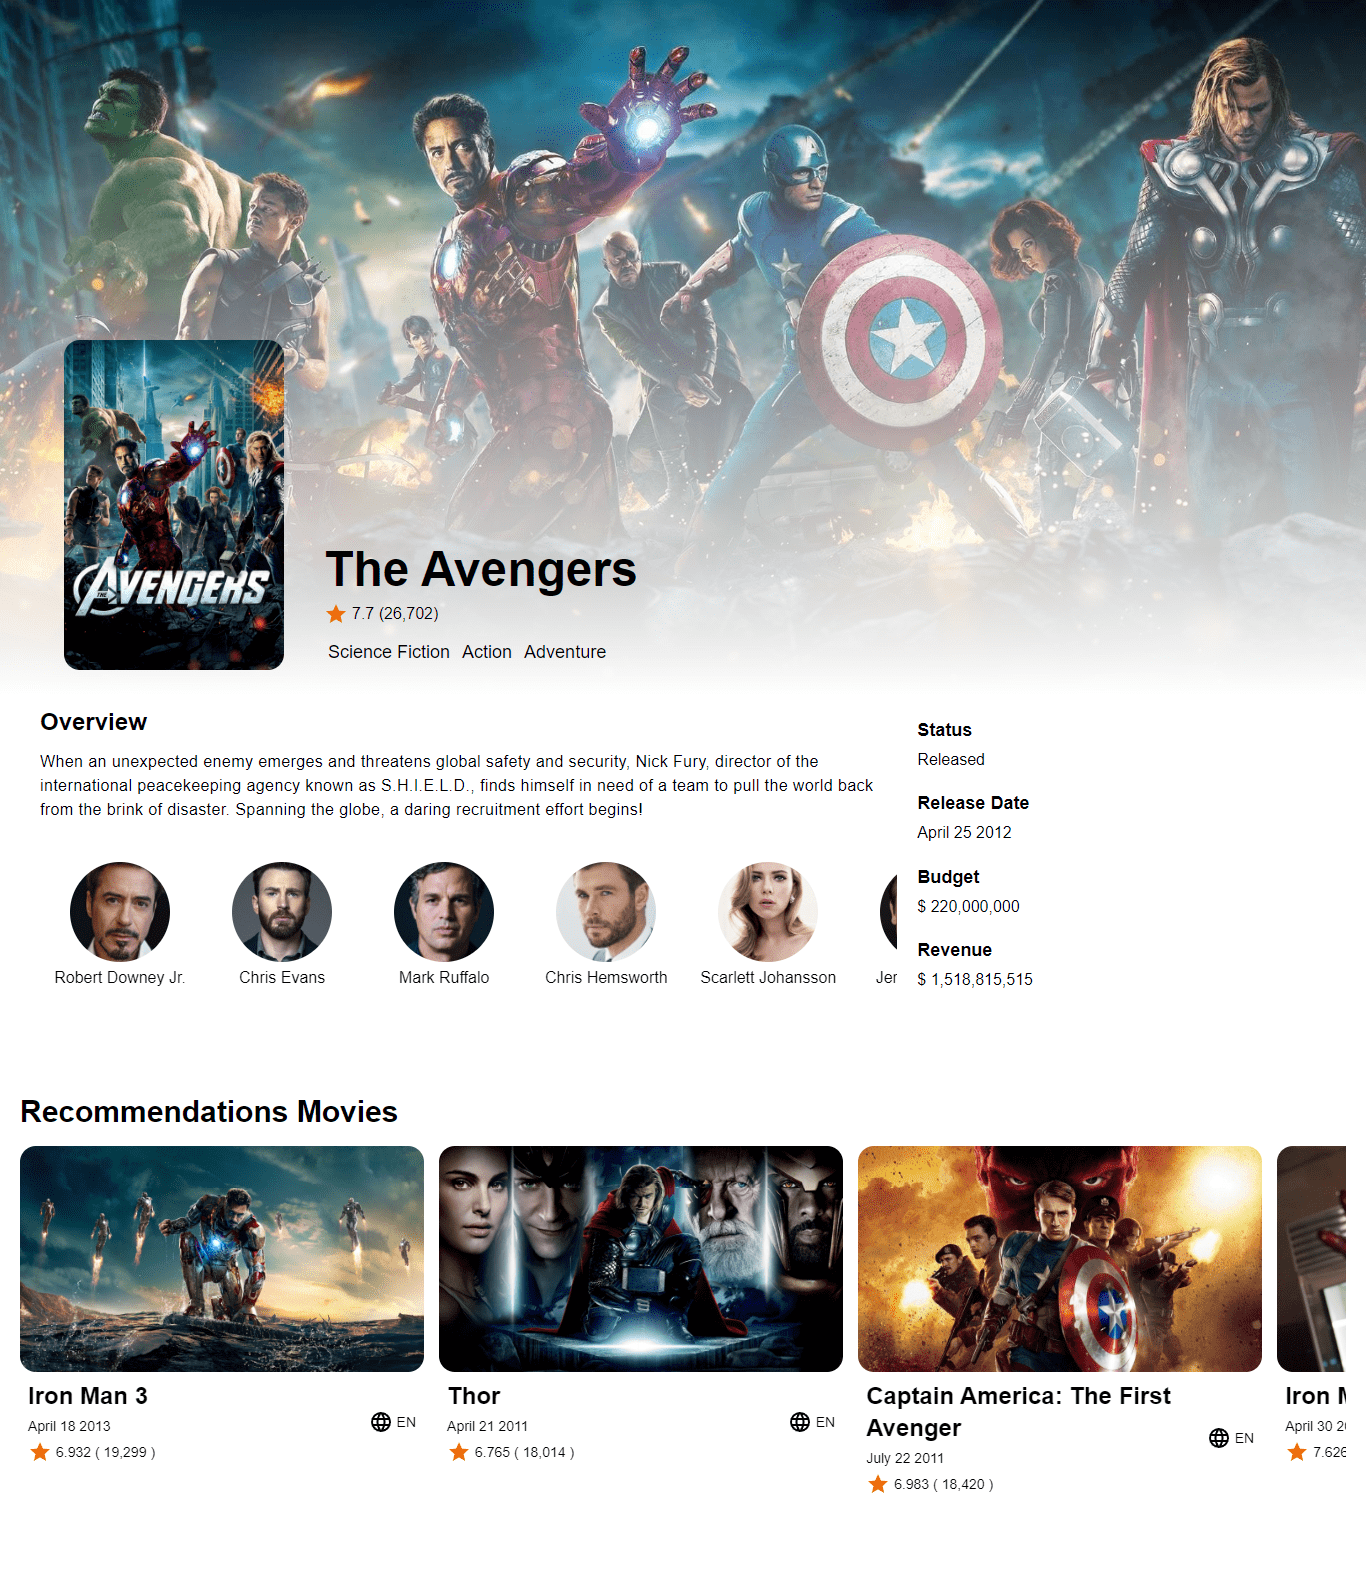 THE AVENGERS
The Avengers
7.7 (26,702)
Science Fiction Action Adventure
Overview
When an unexpected enemy emerges and threatens global safety and security, Nick Fury, director of the
international peacekeeping agency known as S.H.I.E.L.D., finds himself in need of a team to pull the world back
from the brink of disaster. Spanning the globe, a daring recruitment effort begins!
Robert Downey Jr.
Chris Evans
Mark Ruffalo
Chris Hemsworth
Scarlett Johansson
Jer
Status
Released
Release Date
April 25 2012
Budget
$ 220,000,000
Revenue
$ 1,518,815,515
Recommendations Movies
Iron Man 3
April 18 2013
EN
6.932 ( 19,299 )
Thor
April 21 2011
EN
6.765 ( 18,014 )
Captain America: The First
Avenger
July 22 2011
EN
6.983 ( 18,420 )
Iron
April 30
7.626